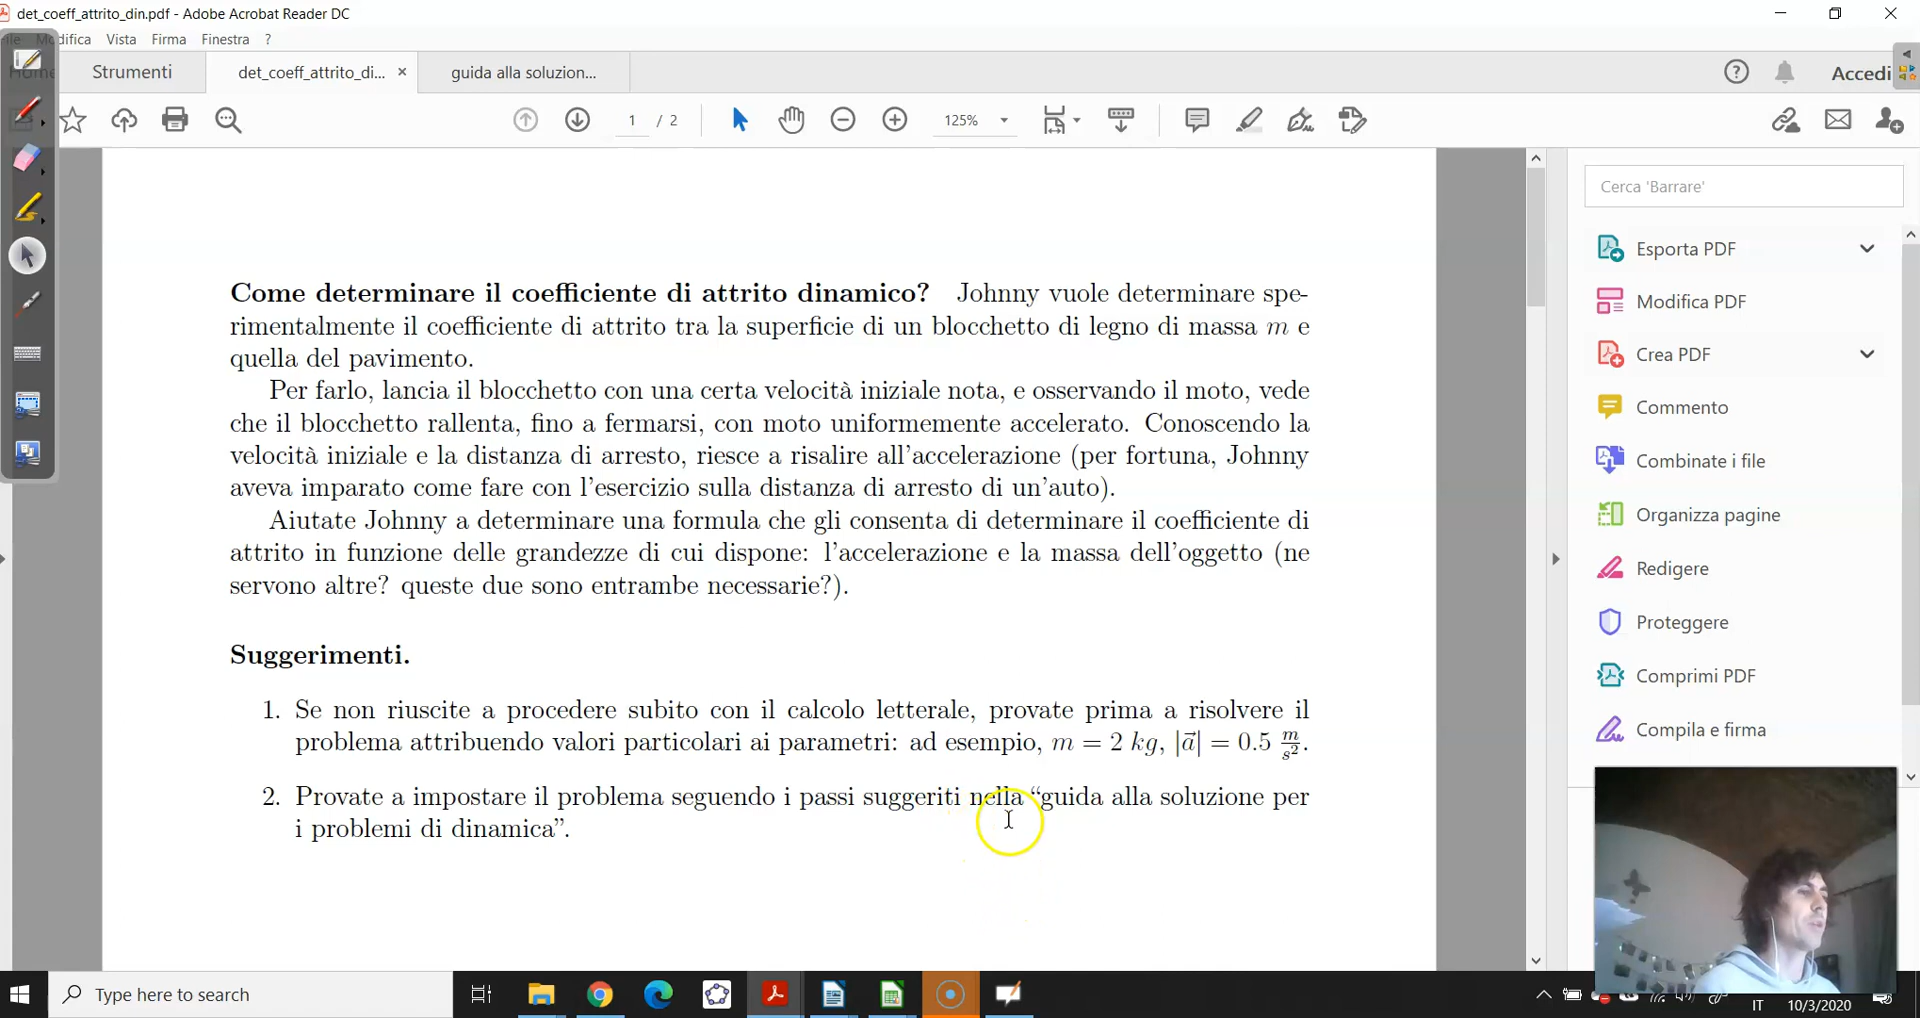 det_coeff_attrito_din.pdf - Adobe Acrobat Reader DC
Modifica Vista Firma Finestra ?
Home Strumenti det_coeff_attrito_di... × guida alla soluzion... Accedi
1 / 2 125%
Cerca 'Barrare'
Esporta PDF
Modifica PDF
Crea PDF
Commento
Combinate i file
Organizza pagine
Redigere
Proteggere
Comprimi PDF
Compila e firma
Come determinare il coefficiente di attrito dinamico? Johnny vuole determinare spe-
rimentalmente il coefficiente di attrito tra la superficie di un blocchetto di legno di massa m e
quella del pavimento.
Per farlo, lancia il blocchetto con una certa velocità iniziale nota, e osservando il moto, vede
che il blocchetto rallenta, fino a fermarsi, con moto uniformemente accelerato. Conoscendo la
velocità iniziale e la distanza di arresto, riesce a risalire all'accelerazione (per fortuna, Johnny
aveva imparato come fare con l'esercizio sulla distanza di arresto di un'auto).
Aiutate Johnny a determinare una formula che gli consenta di determinare il coefficiente di
attrito in funzione delle grandezze di cui dispone: l'accelerazione e la massa dell'oggetto (ne
servono altre? queste due sono entrambe necessarie?).
Suggerimenti.
1. Se non riuscite a procedere subito con il calcolo letterale, provate prima a risolvere il
problema attribuendo valori particolari ai parametri: ad esempio, m = 2 kg, |a⃗| = 0.5 m/s².
2. Provate a impostare il problema seguendo i passi suggeriti nella “guida alla soluzione per
i problemi di dinamica”.
Type here to search
IT 10/3/2020